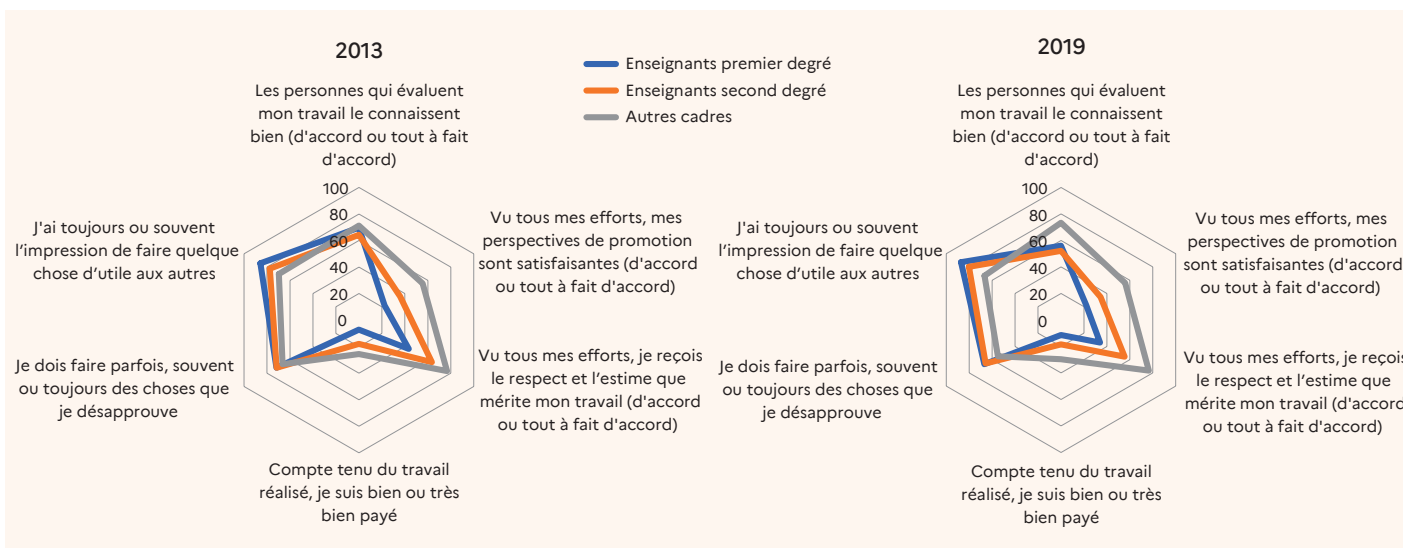 2013
Enseignants premier degré
Enseignants second degré
Autres cadres
Les personnes qui évaluent
mon travail le connaissent
bien (d'accord ou tout à fait
d'accord)
100
80
60
40
20
0
Vu tous mes efforts, mes
perspectives de promotion
sont satisfaisantes (d'accord
ou tout à fait d'accord)
Vu tous mes efforts, je reçois
le respect et l’estime que
mérite mon travail (d'accord
ou tout à fait d'accord)
Compte tenu du travail
réalisé, je suis bien ou très
bien payé
Je dois faire parfois, souvent
ou toujours des choses que
je désapprouve
J'ai toujours ou souvent
l’impression de faire quelque
chose d’utile aux autres
2019
Les personnes qui évaluent
mon travail le connaissent
bien (d'accord ou tout à fait
d'accord)
100
80
60
40
20
0
Vu tous mes efforts, mes
perspectives de promotion
sont satisfaisantes (d'accord
ou tout à fait d'accord)
Vu tous mes efforts, je reçois
le respect et l’estime que
mérite mon travail (d'accord
ou tout à fait d'accord)
Compte tenu du travail
réalisé, je suis bien ou très
bien payé
Je dois faire parfois, souvent
ou toujours des choses que
je désapprouve
J'ai toujours ou souvent
l’impression de faire quelque
chose d’utile aux autres